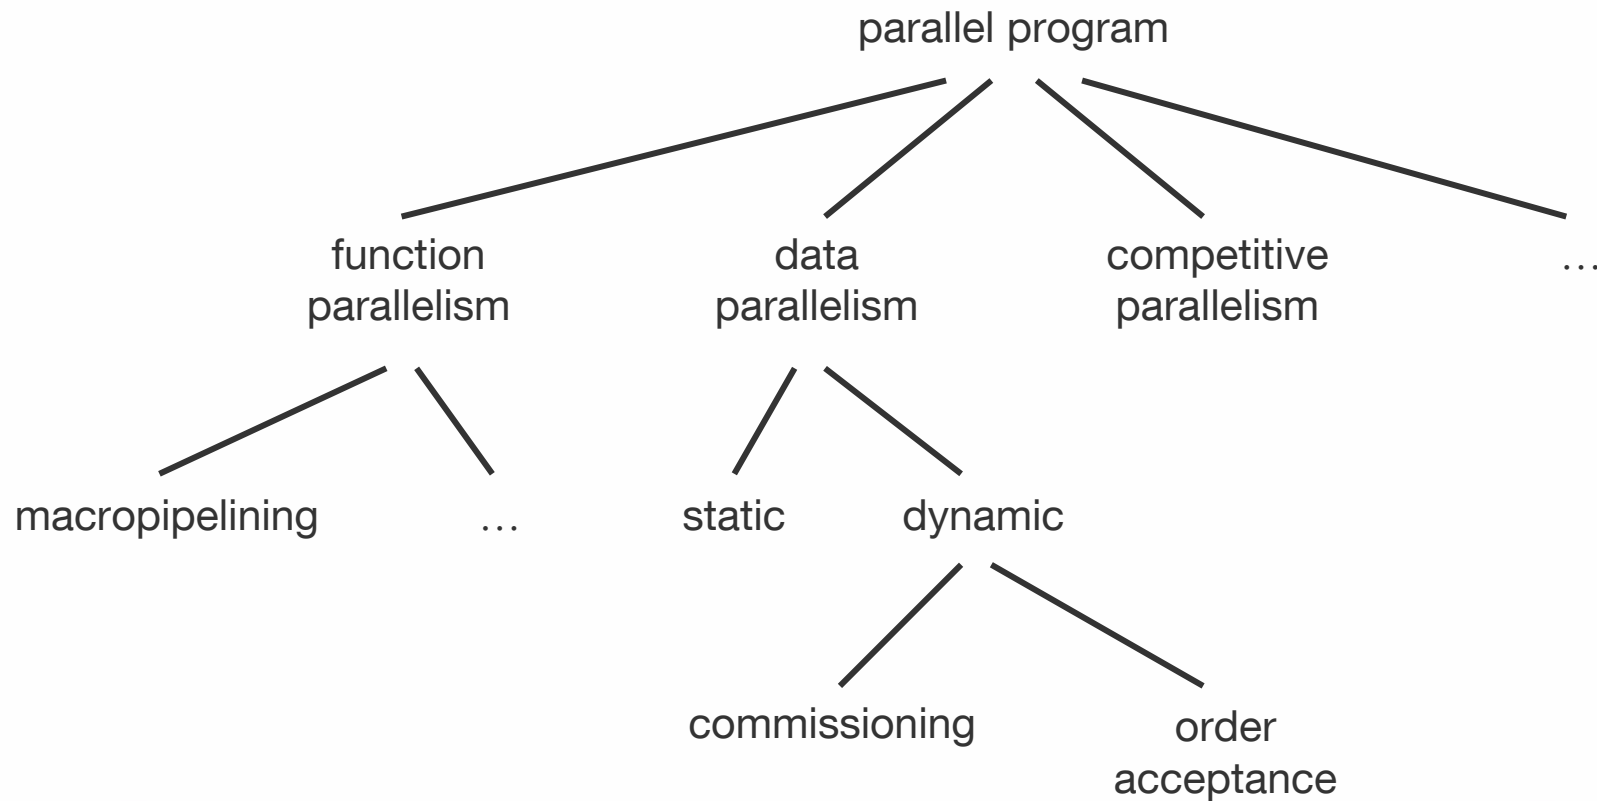 parallel program
function
parallelism
data
parallelism
competitive
parallelism
…
macropipelining
…
static
dynamic
commissioning
order
acceptance